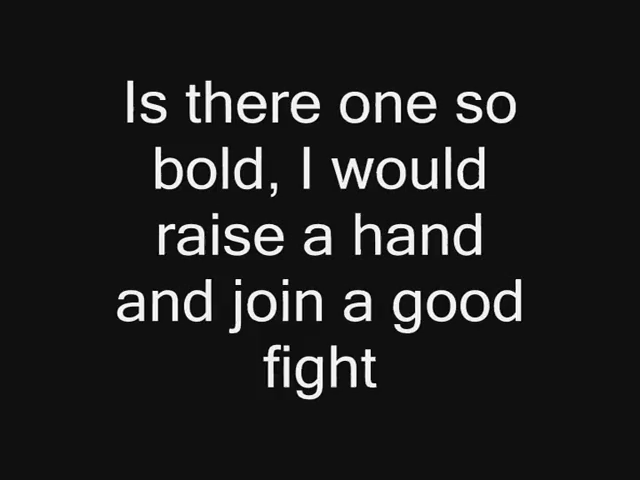 Is there one so
bold, I would
raise a hand
and join a good
fight